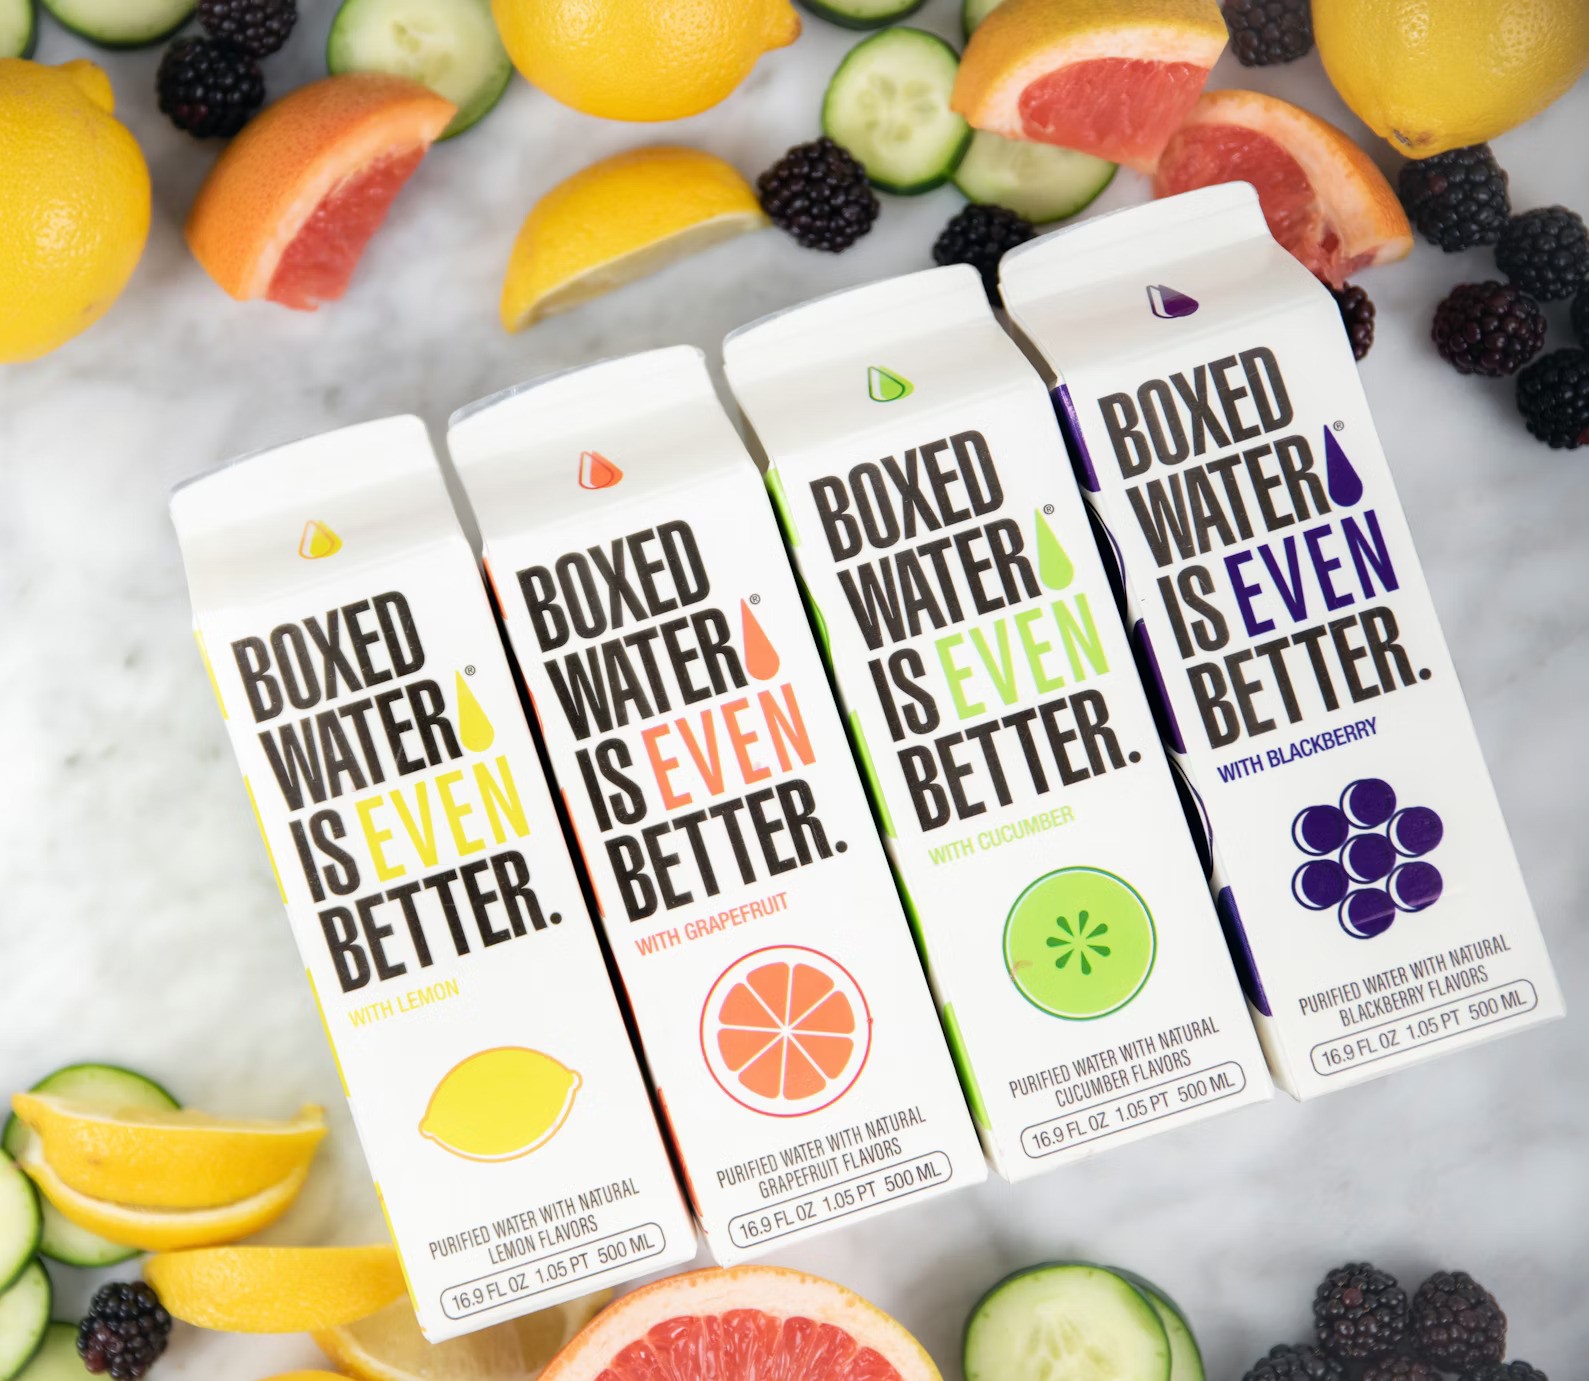 BOXED
WATER®
IS EVEN
BETTER.
WITH LEMON
PURIFIED WATER WITH NATURAL
LEMON FLAVORS
16.9 FL OZ 1.05 PT 500 ML
BOXED
WATER®
IS EVEN
BETTER.
WITH GRAPEFRUIT
PURIFIED WATER WITH NATURAL
GRAPEFRUIT FLAVORS
16.9 FL OZ 1.05 PT 500 ML
BOXED
WATER®
IS EVEN
BETTER.
WITH CUCUMBER
PURIFIED WATER WITH NATURAL
CUCUMBER FLAVORS
16.9 FL OZ 1.05 PT 500 ML
BOXED
WATER®
IS EVEN
BETTER.
WITH BLACKBERRY
PURIFIED WATER WITH NATURAL
BLACKBERRY FLAVORS
16.9 FL OZ 1.05 PT 500 ML